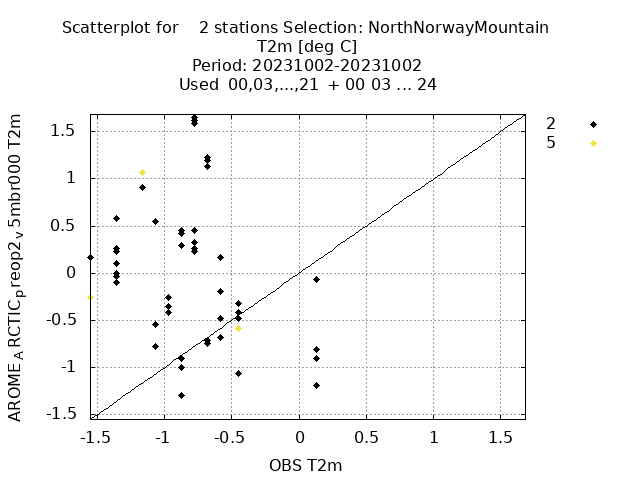 Scatterplot for    2 stations Selection: NorthNorwayMountain
T2m [deg C]
Period: 20231002-20231002
Used  00,03,...,21  + 00 03 ... 24
2
5
AROME_ARCTIC_preop2_v5mbr000 T2m
1.5
1
0.5
0
-0.5
-1
-1.5
-1.5
-1
-0.5
0
0.5
1
1.5
OBS T2m